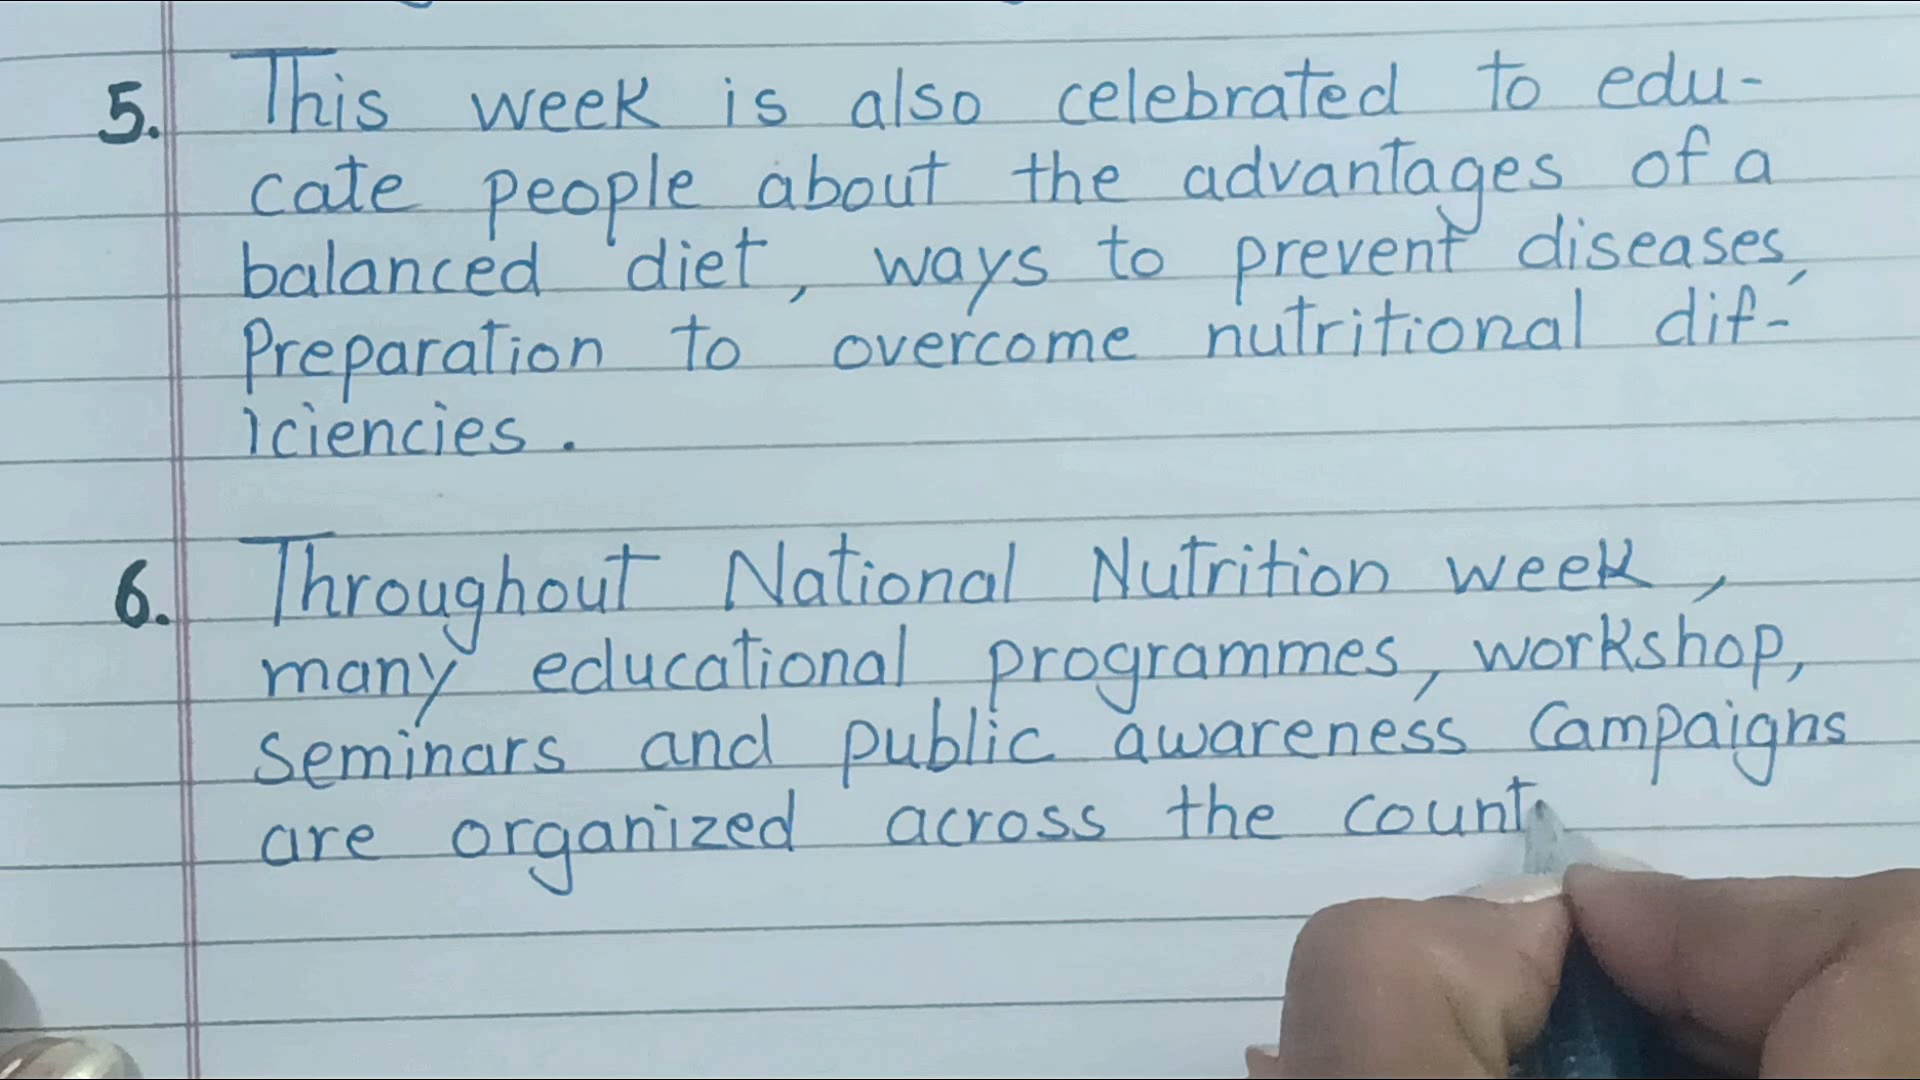 5. This week is also celebrated to edu-
cate people about the advantages of a
balanced diet, ways to prevent diseases,
Preparation to overcome nutritional dif-
iciencies.
6. Throughout National Nutrition week,
many educational programmes, workshop,
seminars and public awareness Campaigns
are organized across the count